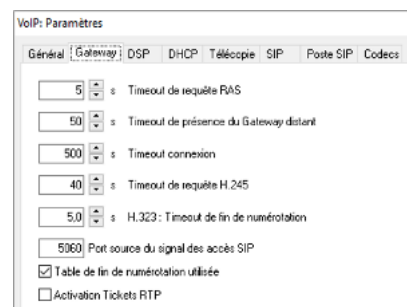 VoIP: Paramètres
Général Gateway DSP DHCP Télécopie SIP Poste SIP Codecs
5 s Timeout de requête RAS
50 s Timeout de présence du Gateway distant
500 s Timeout connexion
40 s Timeout de requête H.245
5.0 s H.323 : Timeout de fin de numérotation
5060 Port source du signal des accès SIP
Table de fin de numérotation utilisée
Activation Tickets RTP